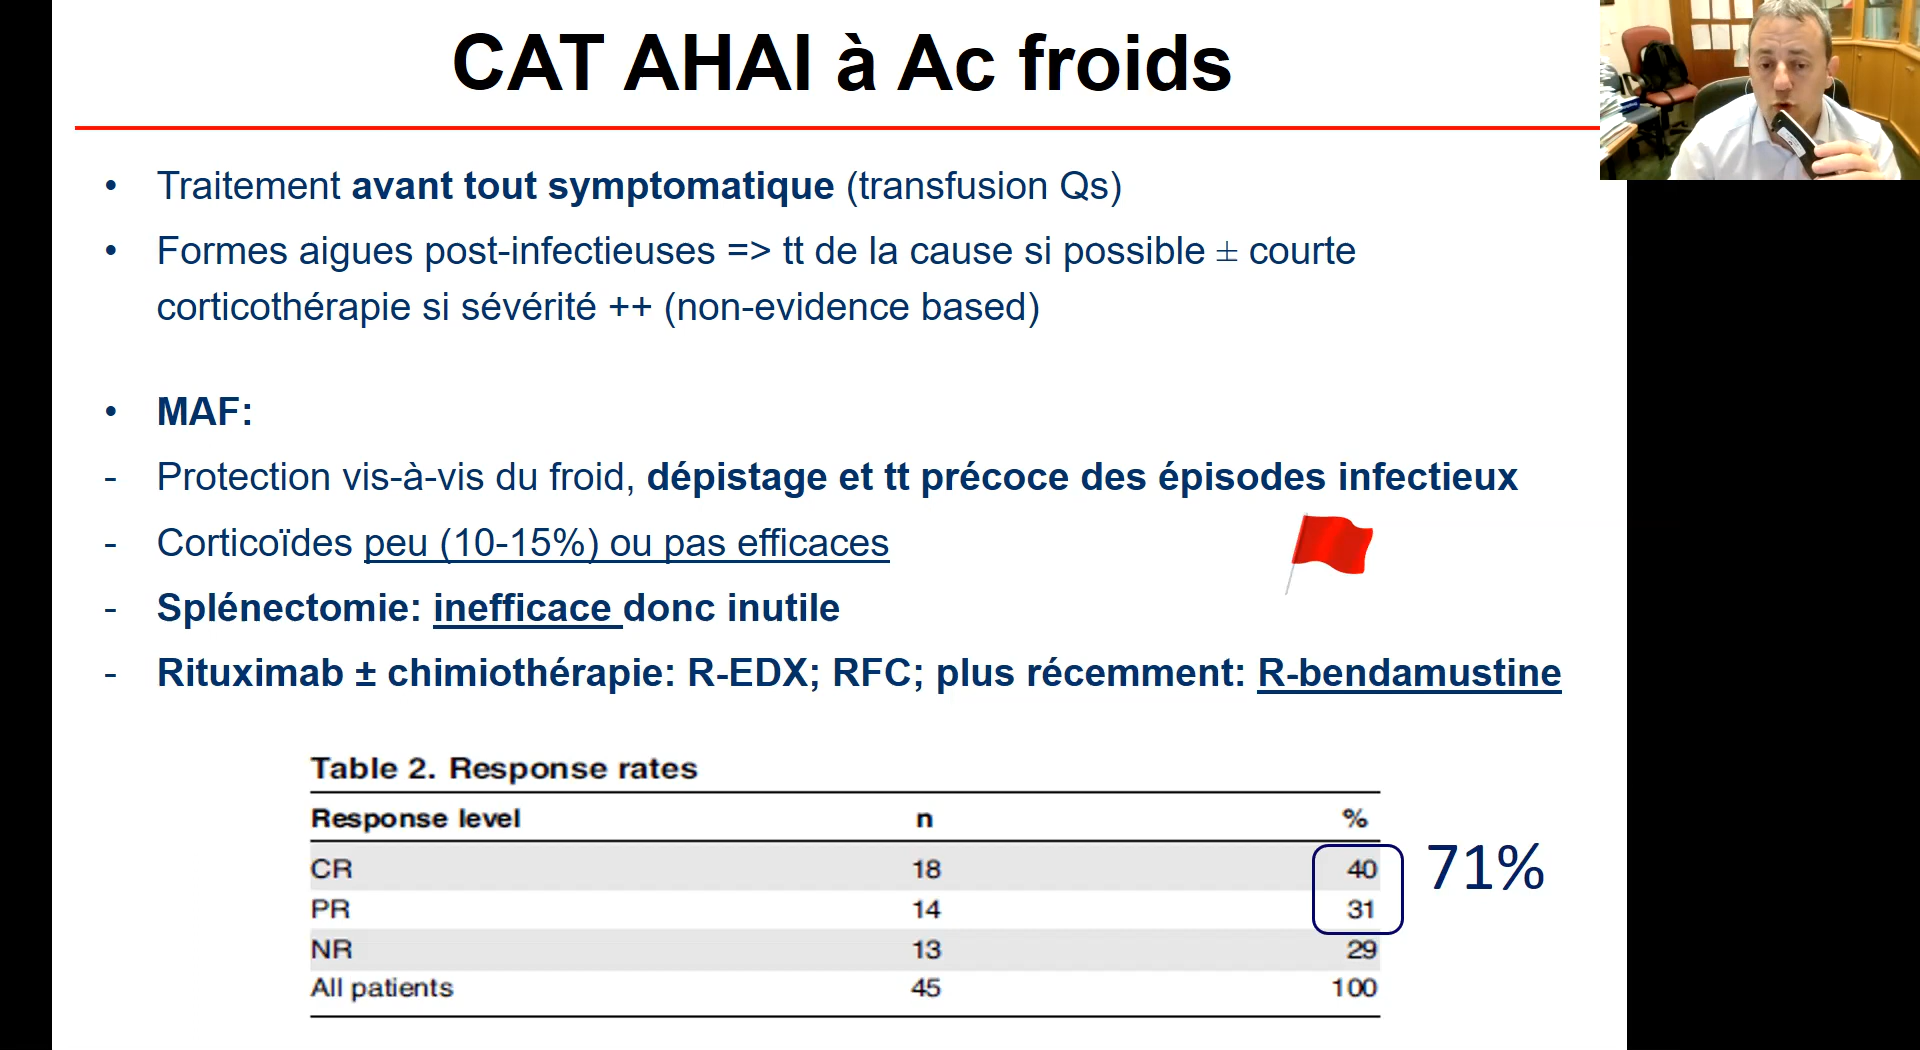 CAT AHAI à Ac froids
• Traitement avant tout symptomatique (transfusion Qs)
• Formes aigues post-infectieuses => tt de la cause si possible ± courte
corticothérapie si sévérité ++ (non-evidence based)
• MAF:
- Protection vis-à-vis du froid, dépistage et tt précoce des épisodes infectieux
- Corticoïdes peu (10-15%) ou pas efficaces
- Splénectomie: inefficace donc inutile
- Rituximab ± chimiothérapie: R-EDX; RFC; plus récemment: R-bendamustine
Table 2. Response rates
Response level n %
CR 18 40
71%
PR 14 31
NR 13 29
All patients 45 100